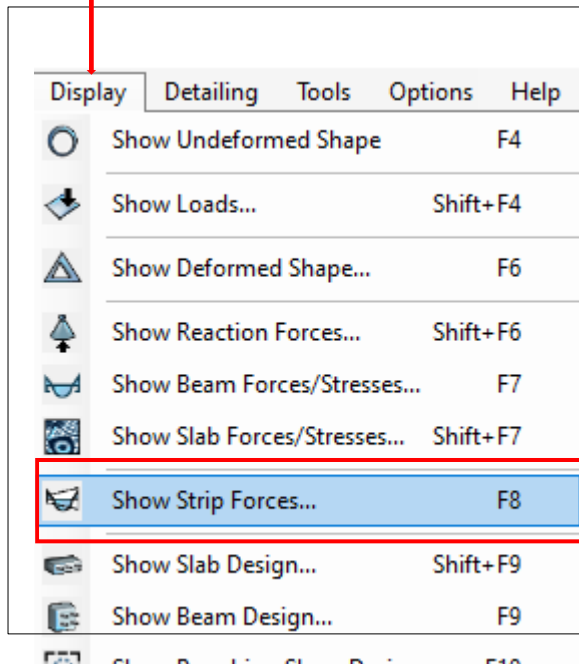 Display Detailing Tools Options Help
Show Undeformed Shape F4
Show Loads... Shift+F4
Show Deformed Shape... F6
Show Reaction Forces... Shift+F6
Show Beam Forces/Stresses... F7
Show Slab Forces/Stresses... Shift+F7
Show Strip Forces... F8
Show Slab Design... Shift+F9
Show Beam Design... F9